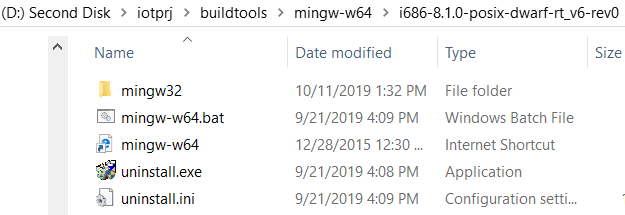 (D:) Second Disk > iotprj > buildtools > mingw-w64 > i686-8.1.0-posix-dwarf-rt_v6-rev0
Name Date modified Type Size
mingw32 10/11/2019 1:32 PM File folder
mingw-w64.bat 9/21/2019 4:09 PM Windows Batch File
mingw-w64 12/28/2015 12:30 ... Internet Shortcut
uninstall.exe 9/21/2019 4:08 PM Application
uninstall.ini 9/21/2019 4:09 PM Configuration setti...